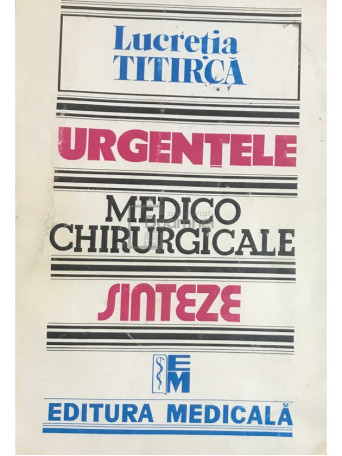 Lucreția
TITIRCĂ
URGENȚELE
MEDICO
CHIRURGICALE
SINTEZE
EM
EDITURA MEDICALĂ